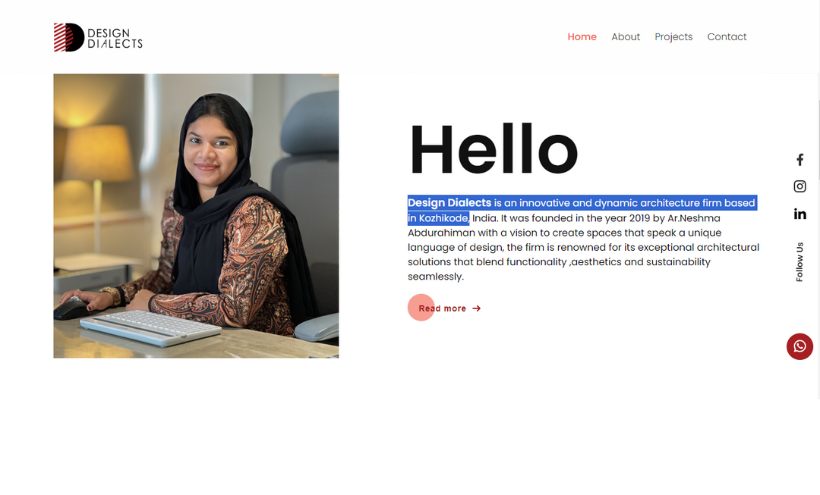 DESIGN
DIALECTS
Home About Projects Contact
Hello
Design Dialects is an innovative and dynamic architecture firm based
in Kozhikode, India. It was founded in the year 2019 by Ar.Neshma
Abdurahiman with a vision to create spaces that speak a unique
language of design, the firm is renowned for its exceptional architectural
solutions that blend functionality ,aesthetics and sustainability
seamlessly.
Read more
Follow Us